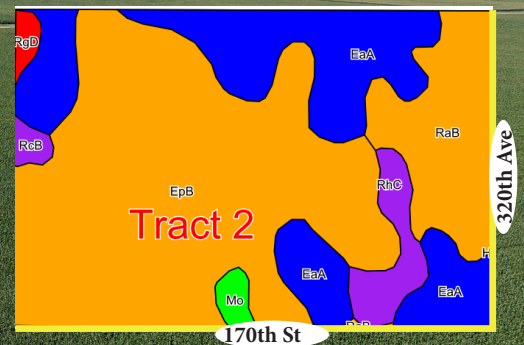 RgD
EaA
RaB
RcB
RhC
EpB
320th Ave
Tract 2
EaA
EaA
Mo
170th St